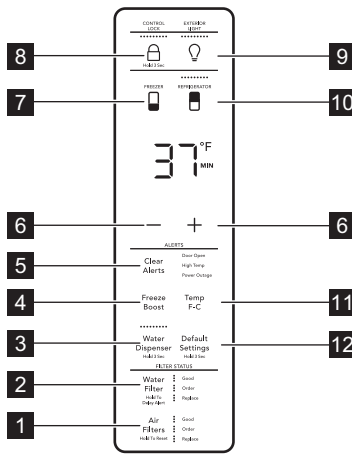 CONTROL LOCK
EXTERIOR LIGHT
8
Hold 3 Sec
9
7
FREEZER
REFRIGERATOR
10
37 °F
MIN
6
−
+
6
ALERTS
5
Clear Alerts
Door Open
High Temp
Power Outage
4
Freeze Boost
Temp F-C
11
3
Water Dispenser
Hold 3 Sec
Default Settings
Hold 3 Sec
12
FILTER STATUS
2
Water Filter
Hold To Delay Alert
Good
Order
Replace
1
Air Filters
Hold To Reset
Good
Order
Replace